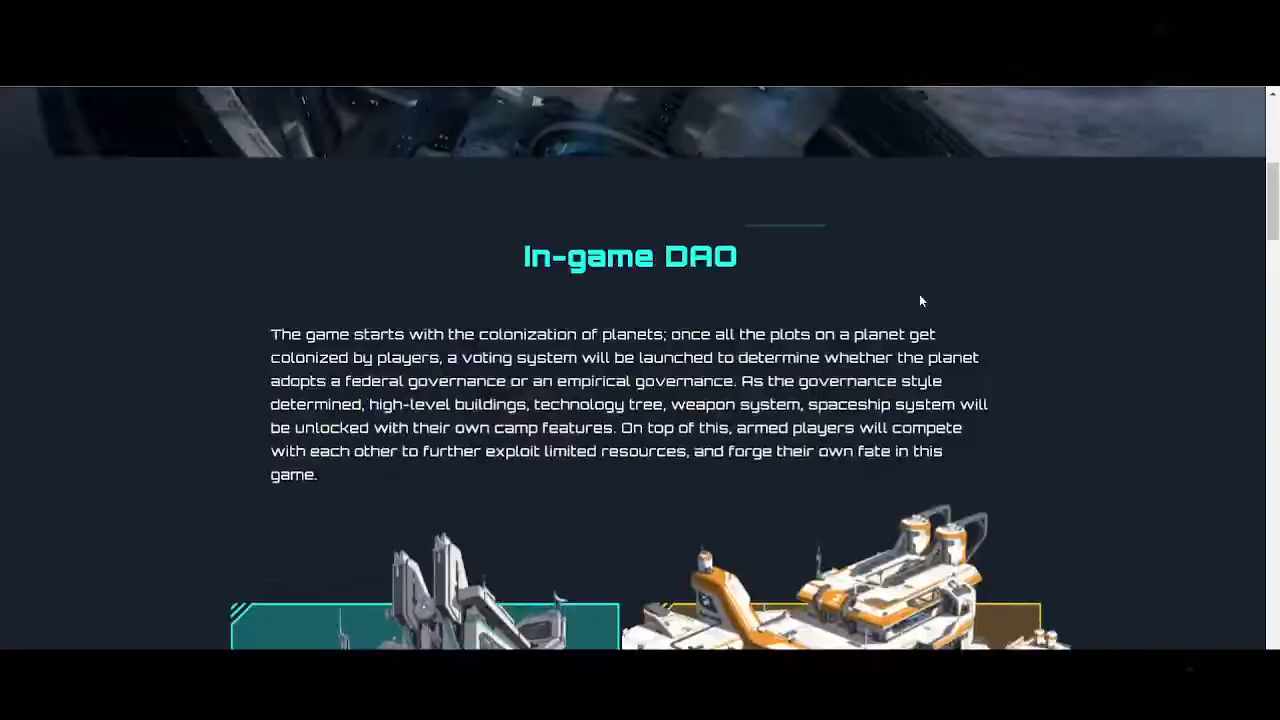 In-game DAO
The game starts with the colonization of planets; once all the plots on a planet get
colonized by players, a voting system will be launched to determine whether the planet
adopts a federal governance or an empirical governance. As the governance style
determined, high-level buildings, technology tree, weapon system, spaceship system will
be unlocked with their own camp features. On top of this, armed players will compete
with each other to further exploit limited resources, and forge their own fate in this
game.